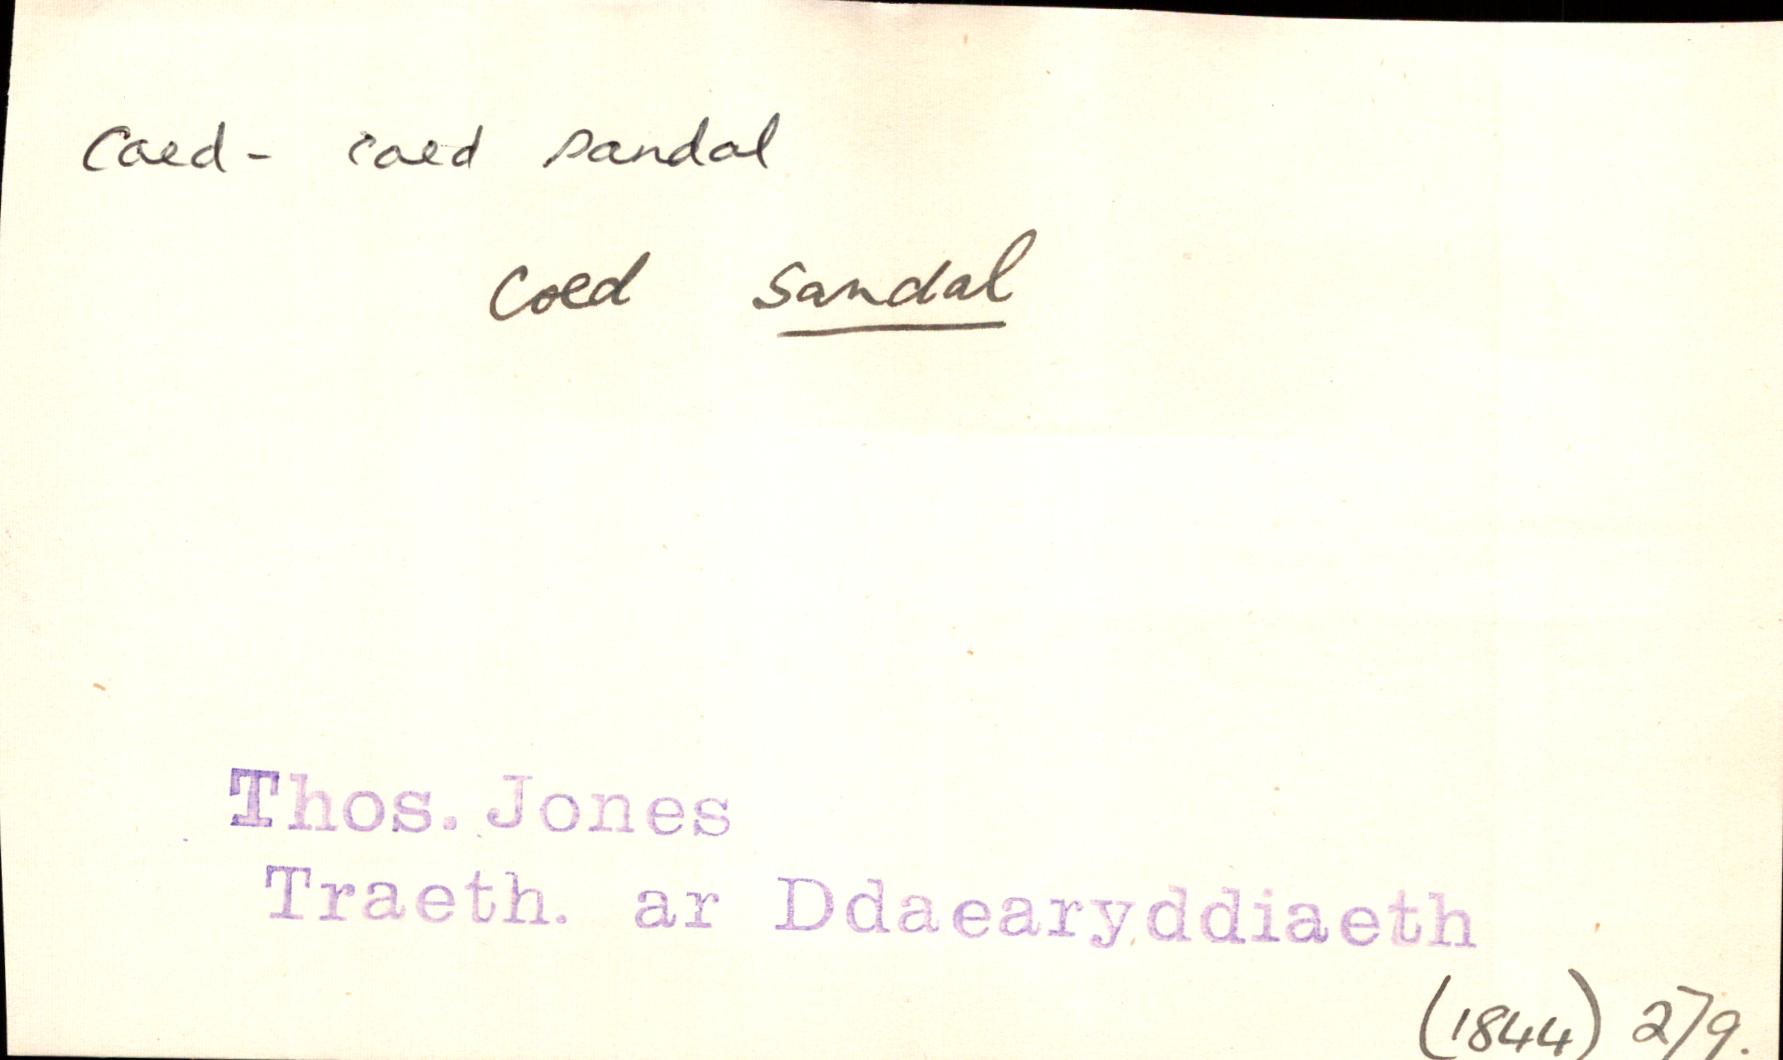 coed- coed sandal
Coed sandal
Thos. Jones
Traeth. ar Ddaearyddiaeth
(1844) 279.